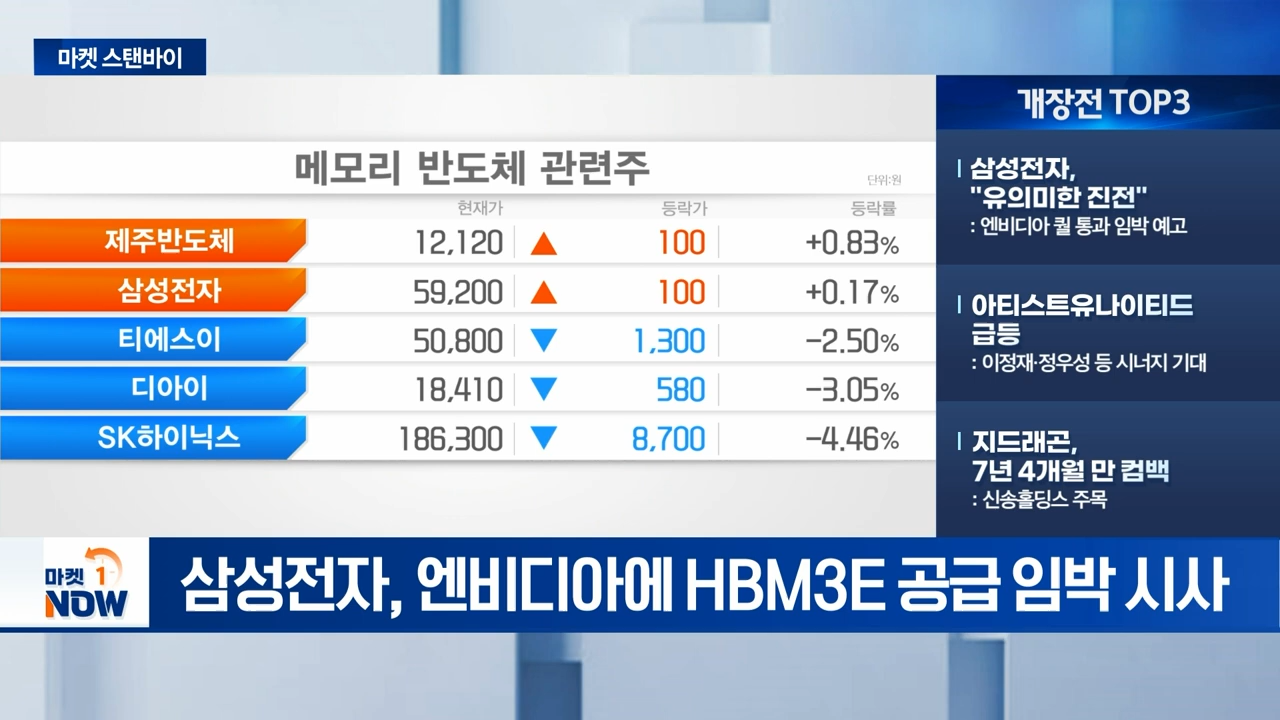 마켓 스탠바이
메모리 반도체 관련주
단위:원
현재가 등락가 등락률
제주반도체 12,120 ▲ 100 +0.83%
삼성전자 59,200 ▲ 100 +0.17%
티에스이 50,800 ▼ 1,300 -2.50%
디아이 18,410 ▼ 580 -3.05%
SK하이닉스 186,300 ▼ 8,700 -4.46%
개장전 TOP3
삼성전자,
"유의미한 진전"
: 엔비디아 퀄 통과 임박 예고
아티스트유나이티드
급등
: 이정재·정우성 등 시너지 기대
지드래곤,
7년 4개월 만 컴백
: 신송홀딩스 주목
마켓 1
NOW
삼성전자, 엔비디아에 HBM3E 공급 임박 시사